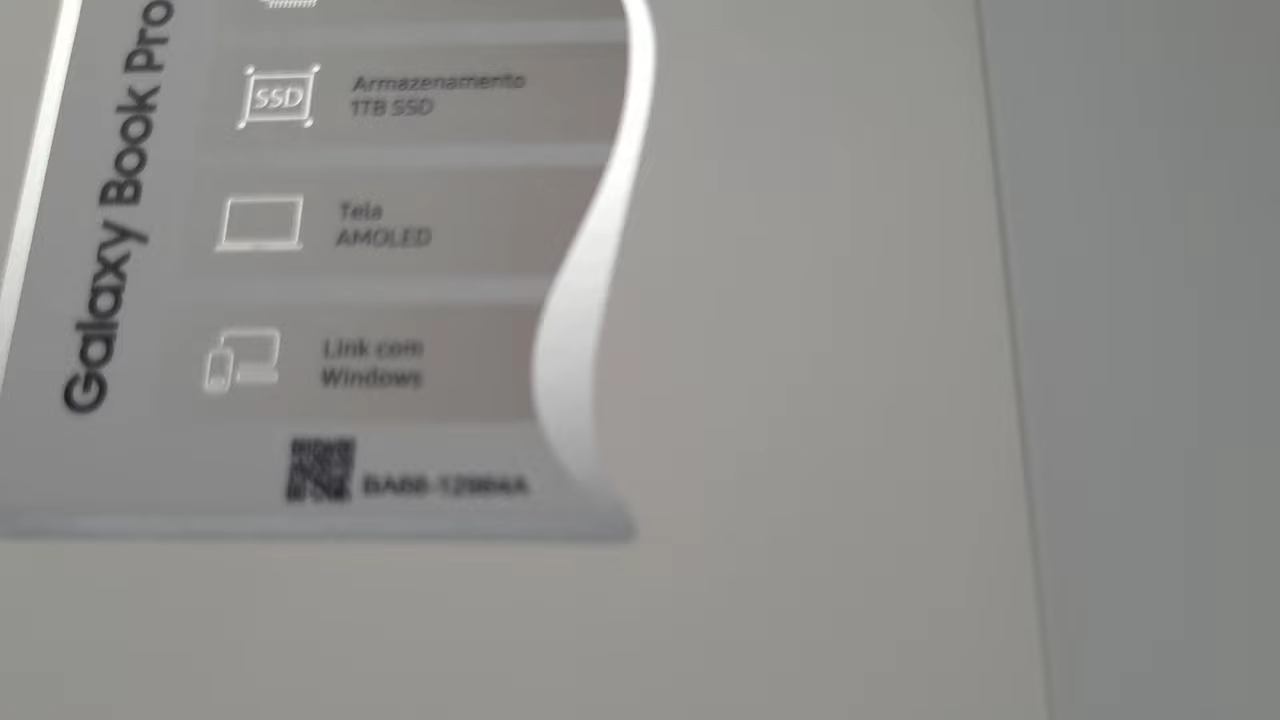 Galaxy Book Pro
SSD
Armazenamento
1TB SSD
Tela
AMOLED
Link com
Windows